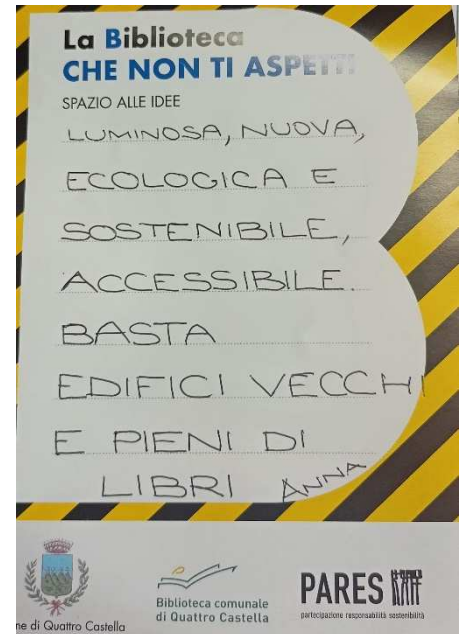 La Biblioteca
CHE NON TI ASPETTI
SPAZIO ALLE IDEE
LUMINOSA, NUOVA,
ECOLOGICA E
SOSTENIBILE,
ACCESSIBILE.
BASTA
EDIFICI VECCHI
E PIENI DI
LIBRI ANNA
ne di Quattro Castella
Biblioteca comunale
di Quattro Castella
PARES
partecipazione responsabilità sostenibilità